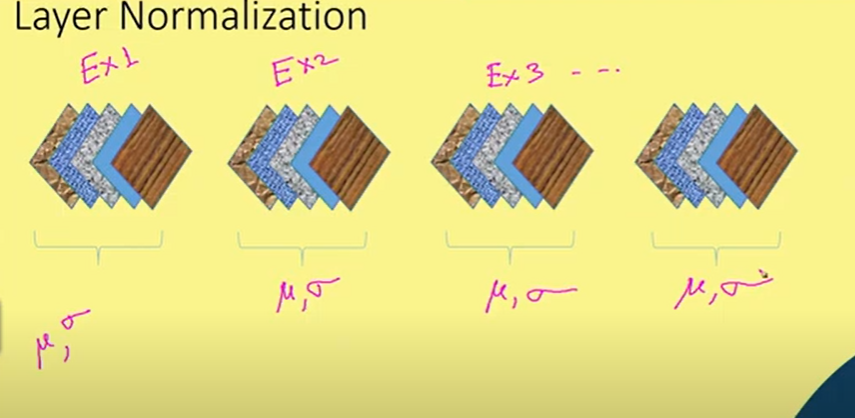 Layer Normalization
Ex1 Ex2 Ex3 - - -
μ,σ μ,σ μ,σ μ,σ